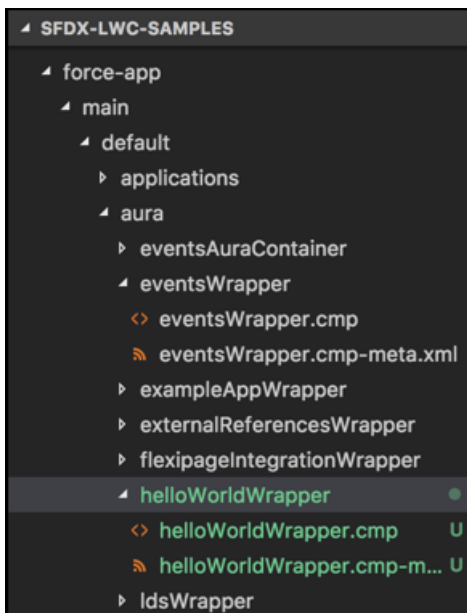 SFDX-LWC-SAMPLES
force-app
main
default
applications
aura
eventsAuraContainer
eventsWrapper
<> eventsWrapper.cmp
eventsWrapper.cmp-meta.xml
exampleAppWrapper
externalReferencesWrapper
flexipageIntegrationWrapper
helloWorldWrapper
<> helloWorldWrapper.cmp U
helloWorldWrapper.cmp-m... U
ldsWrapper